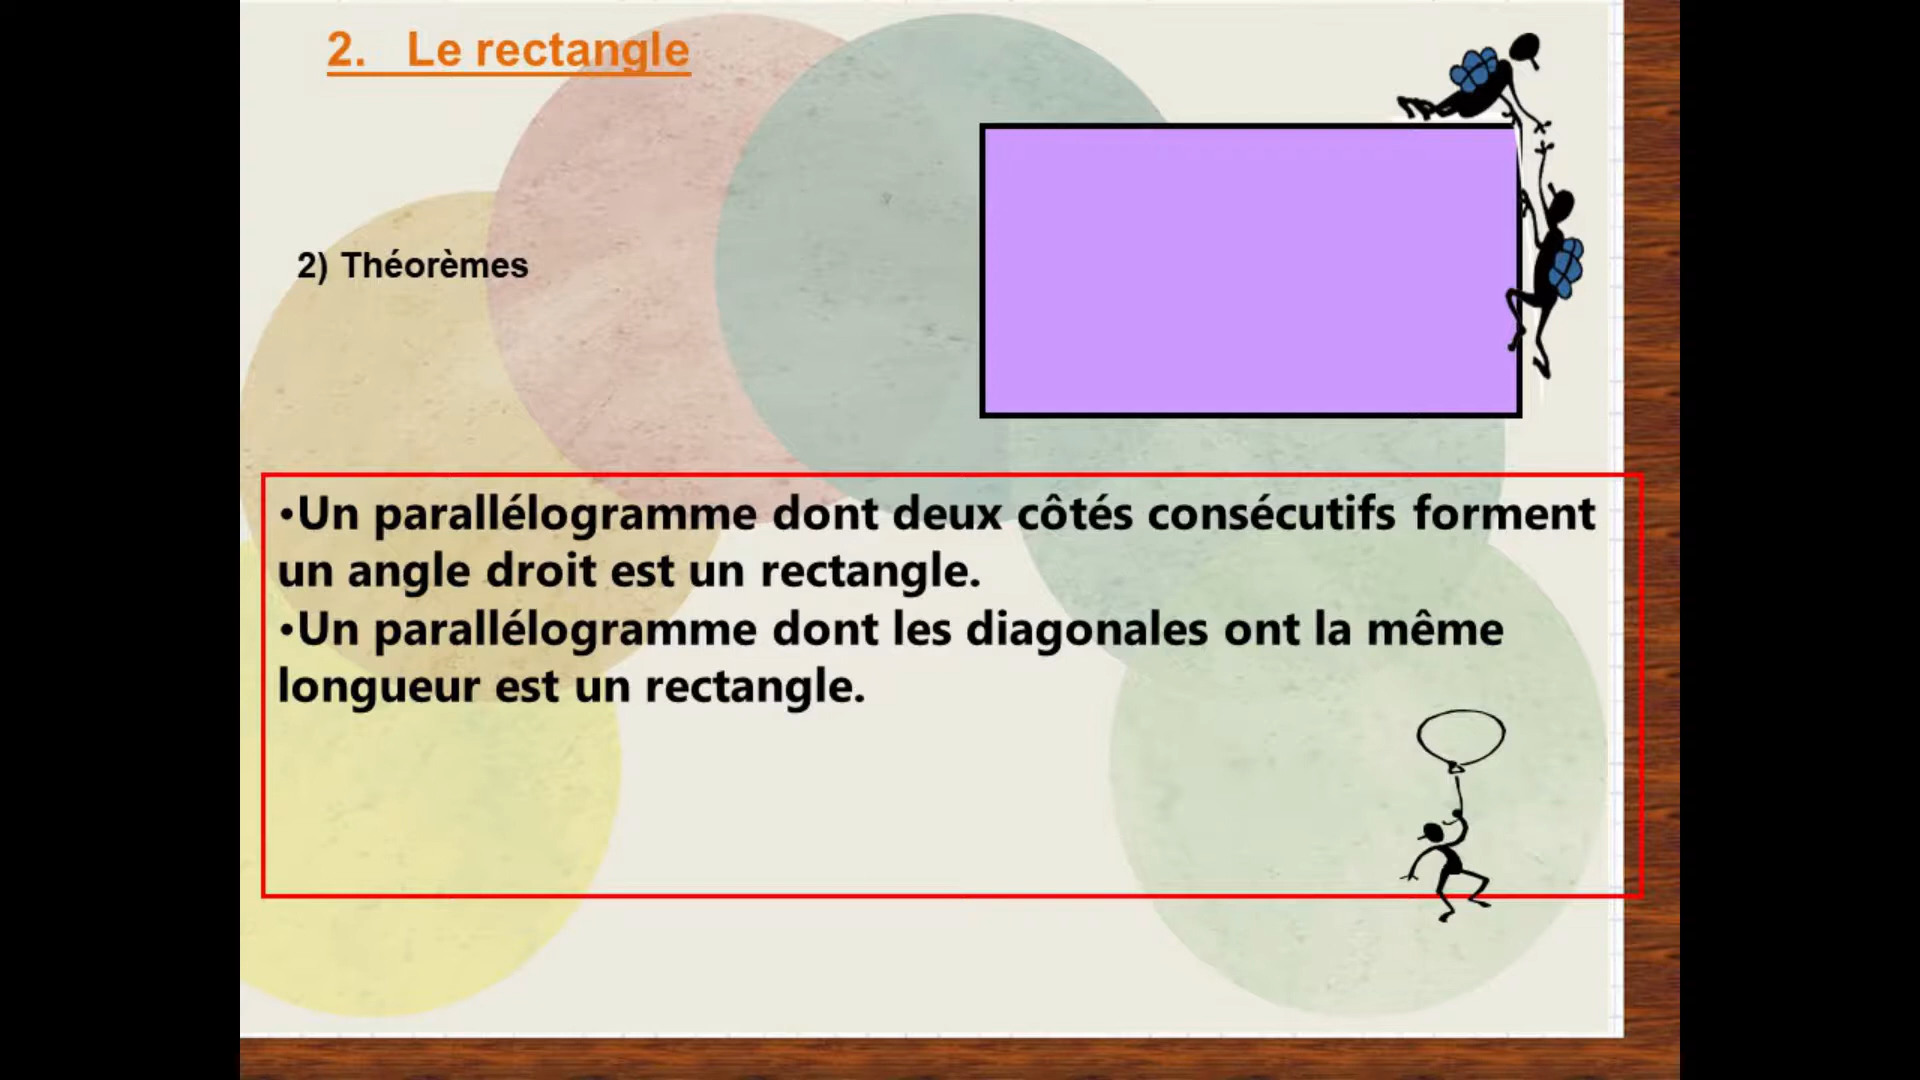 2. Le rectangle
2) Théorèmes
•Un parallélogramme dont deux côtés consécutifs forment
un angle droit est un rectangle.
•Un parallélogramme dont les diagonales ont la même
longueur est un rectangle.